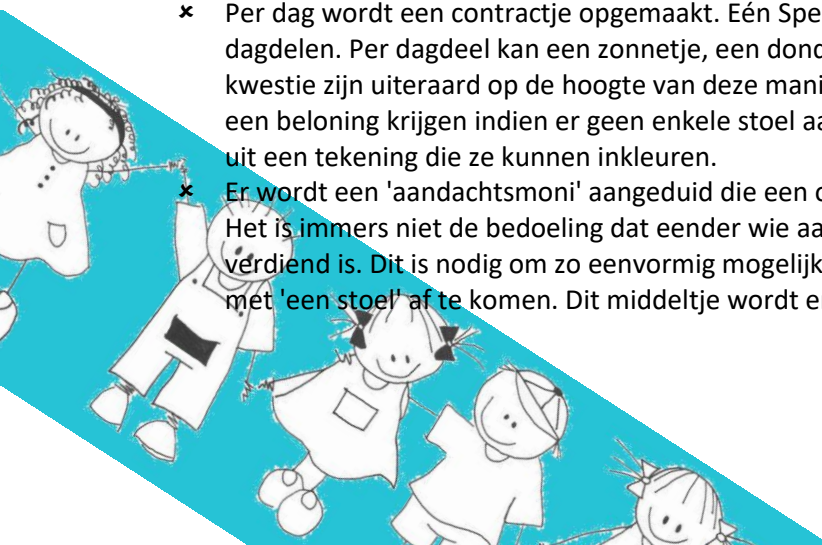 × Per dag wordt een contractje opgemaakt. Eén Spe
dagdelen. Per dagdeel kan een zonnetje, een dond
kwestie zijn uiteraard op de hoogte van deze mani
een beloning krijgen indien er geen enkele stoel aa
uit een tekening die ze kunnen inkleuren.
× Er wordt een 'aandachtsmoni' aangeduid die een
Het is immers niet de bedoeling dat eender wie aa
verdiend is. Dit is nodig om zo eenvormig mogelijk
met 'een stoel' af te komen. Dit middeltje wordt e